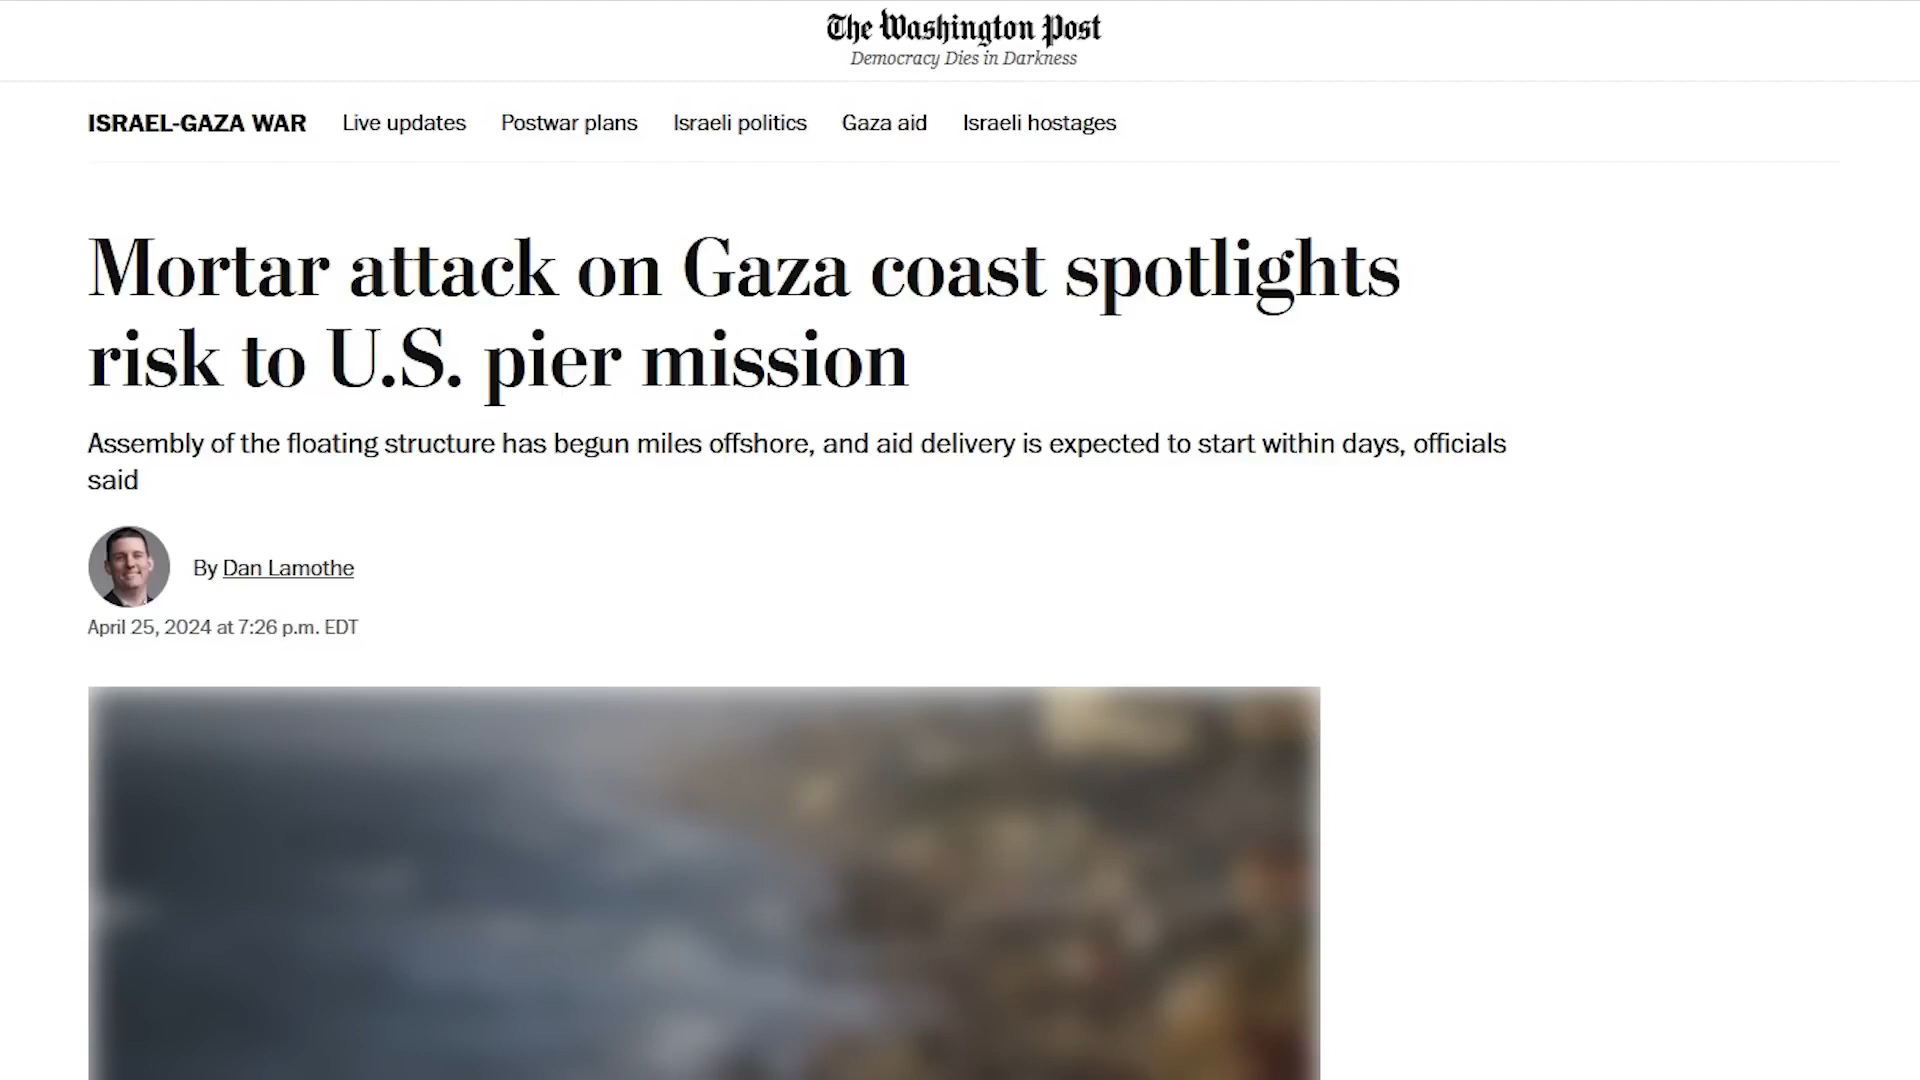 The Washington Post
Democracy Dies in Darkness
ISRAEL-GAZA WAR Live updates Postwar plans Israeli politics Gaza aid Israeli hostages
Mortar attack on Gaza coast spotlights
risk to U.S. pier mission
Assembly of the floating structure has begun miles offshore, and aid delivery is expected to start within days, officials
said
By Dan Lamothe
April 25, 2024 at 7:26 p.m. EDT